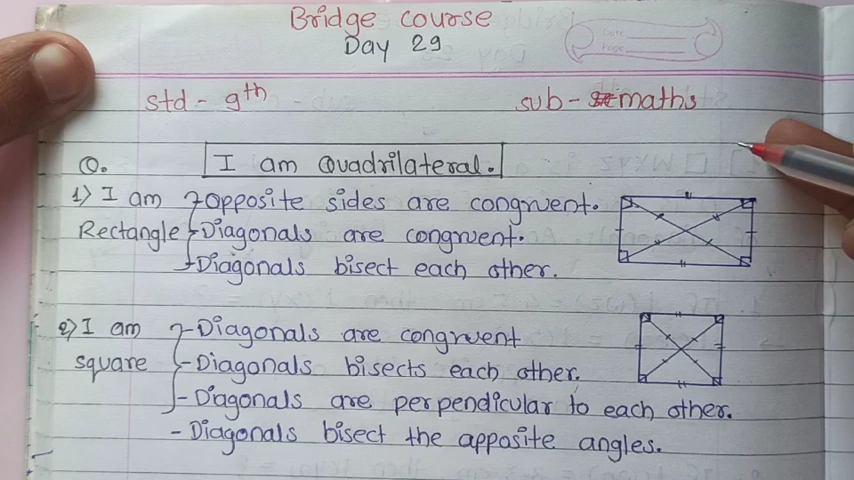 Bridge course
Day 29
Date
Page
std - 9th
sub - maths
Q. I am Quadrilateral.
1) I am Opposite sides are congruent.
Rectangle - Diagonals are congruent.
- Diagonals bisect each other.
2) I am - Diagonals are congruent
square - Diagonals bisects each other.
- Diagonals are perpendicular to each other.
- Diagonals bisect the apposite angles.